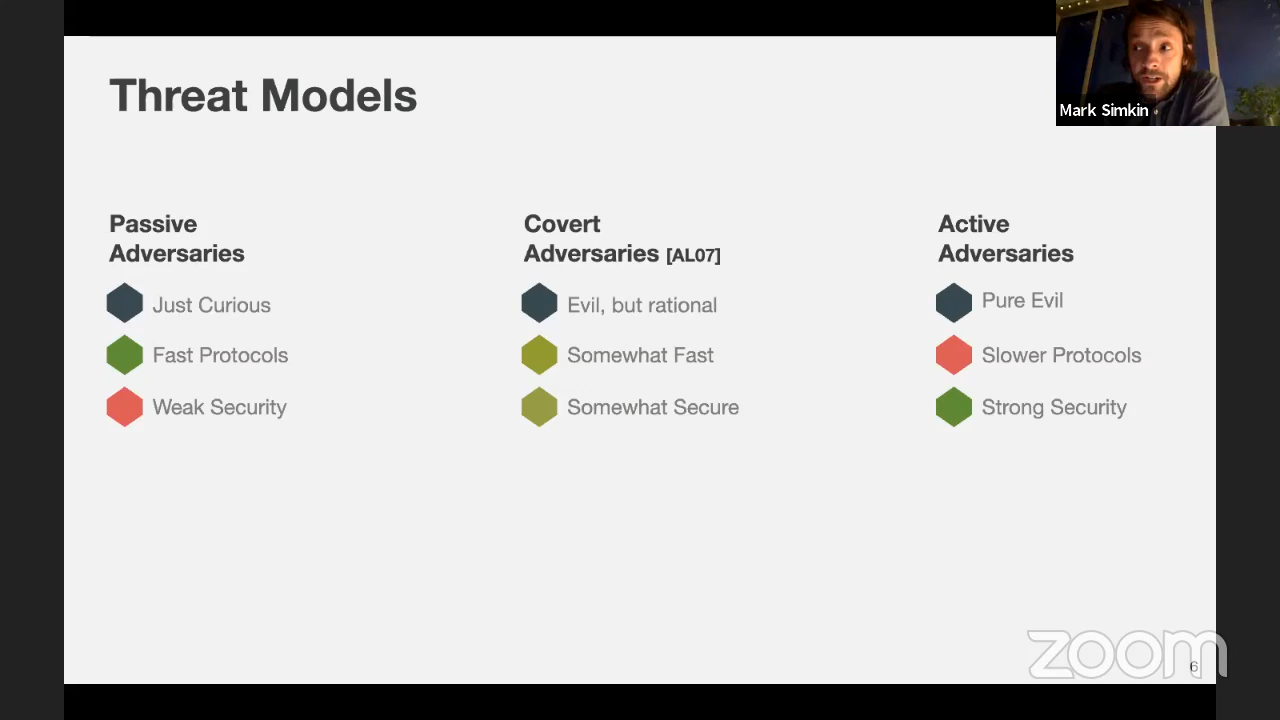 Threat Models
Mark Simkin
Passive
Adversaries
Just Curious
Fast Protocols
Weak Security
Covert
Adversaries [AL07]
Evil, but rational
Somewhat Fast
Somewhat Secure
Active
Adversaries
Pure Evil
Slower Protocols
Strong Security
zoom
6